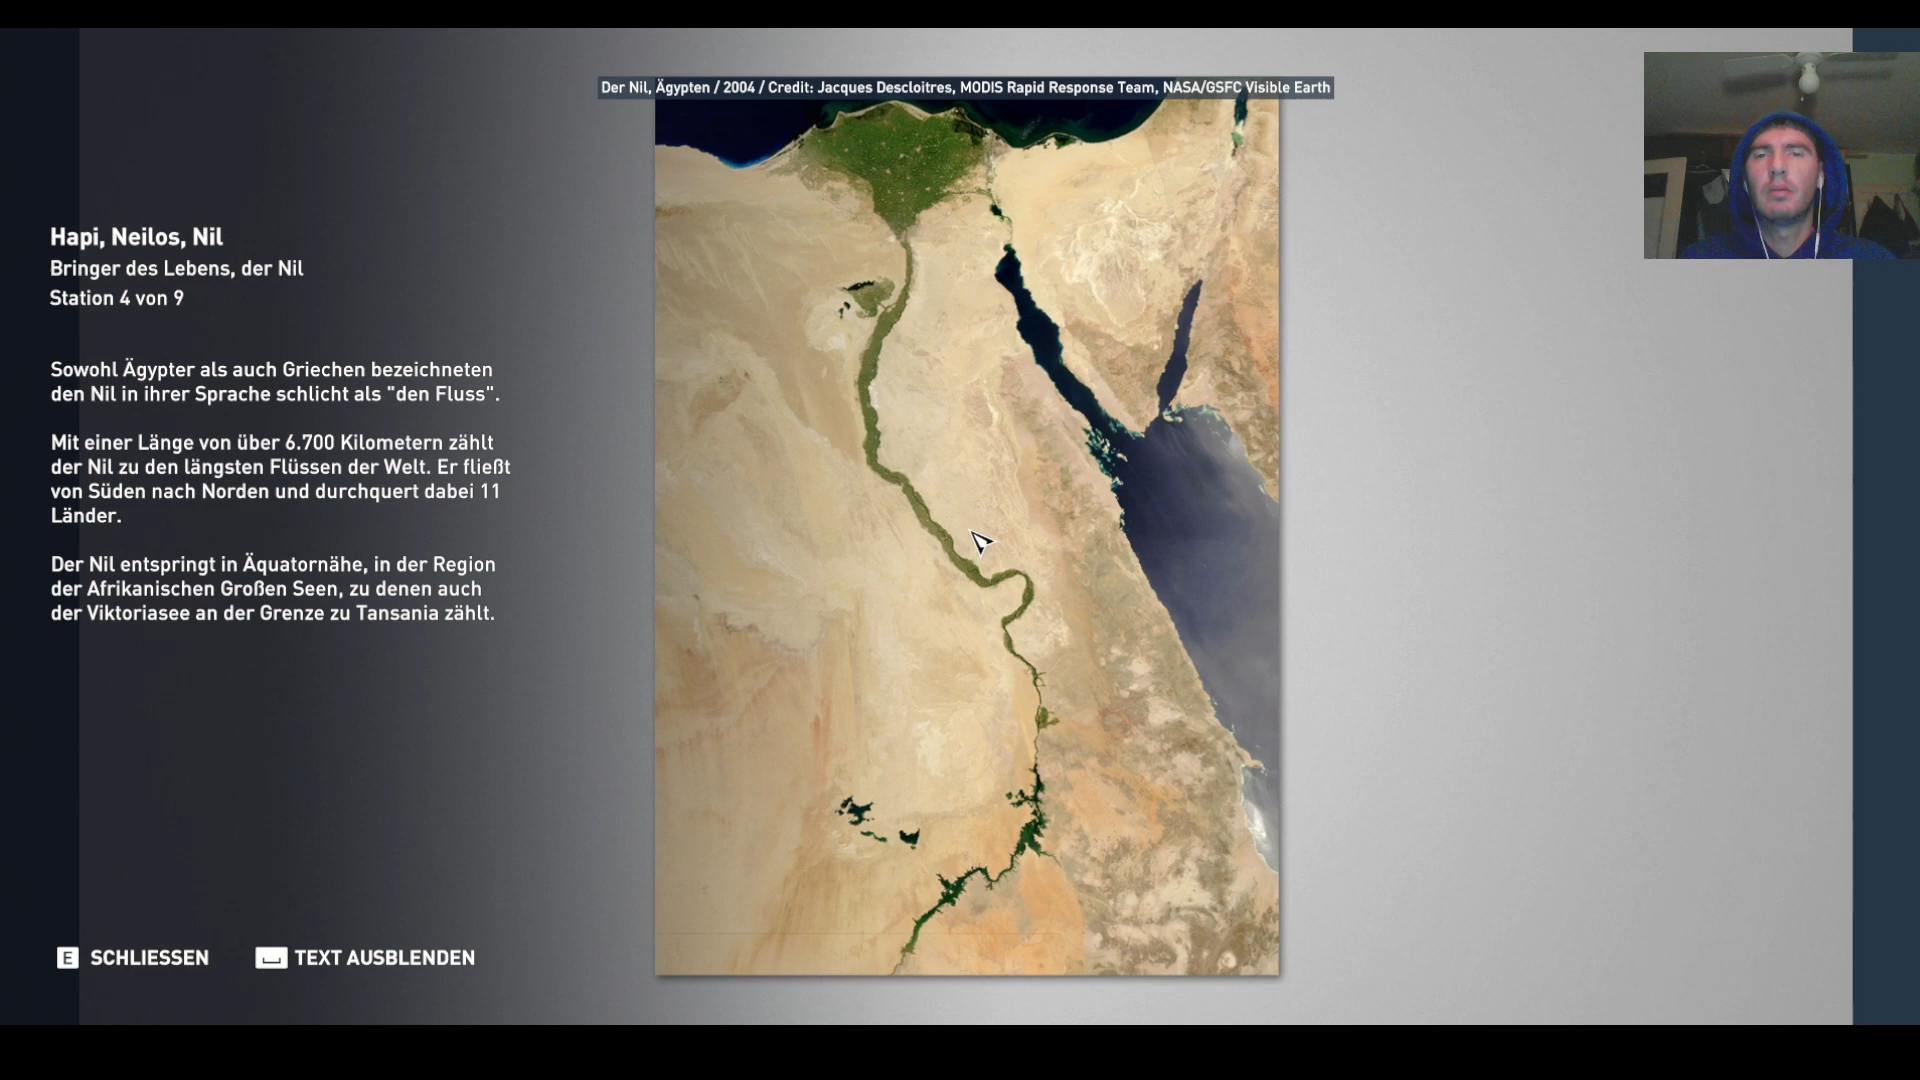 Der Nil, Ägypten / 2004 / Credit: Jacques Descloitres, MODIS Rapid Response Team, NASA/GSFC Visible Earth
Hapi, Neilos, Nil
Bringer des Lebens, der Nil
Station 4 von 9
Sowohl Ägypter als auch Griechen bezeichneten
den Nil in ihrer Sprache schlicht als "den Fluss".
Mit einer Länge von über 6.700 Kilometern zählt
der Nil zu den längsten Flüssen der Welt. Er fließt
von Süden nach Norden und durchquert dabei 11
Länder.
Der Nil entspringt in Äquatornähe, in der Region
der Afrikanischen Großen Seen, zu denen auch
der Viktoriasee an der Grenze zu Tansania zählt.
E SCHLIESSEN TEXT AUSBLENDEN